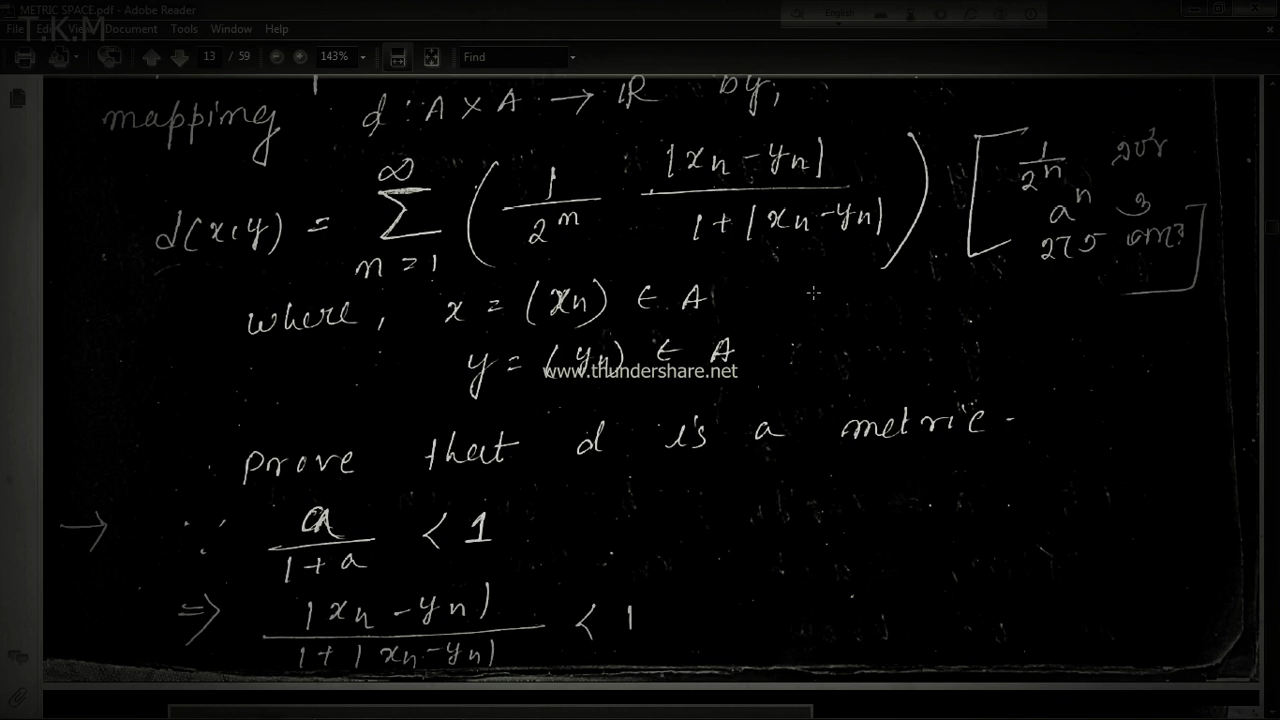 METRIC SPACE.pdf - Adobe Reader
T.K.M
File Edit View Document Tools Window Help
English
13 / 59 143% Find
mapping d : A × A → ℝ by,
d(x,y) = ∑_{n=1}^{∞} ( 1/2^n |xn - yn| / 1 + |xn - yn| ) [ 1/2^n
a^n
where, x = (xn) ∈ A
y = (yn) ∈ A
www.thundershare.net
Prove that d is a metric.
→ ∵ a / 1 + a < 1
⇒ |xn - yn| / 1 + |xn - yn| < 1